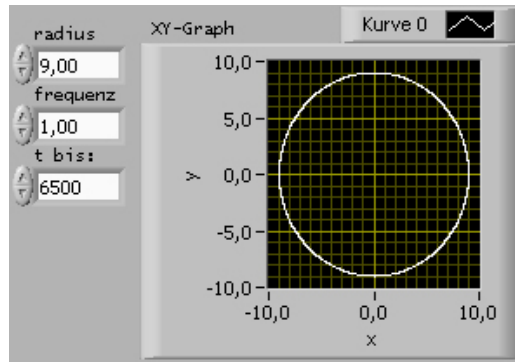 radius
9,00
frequenz
1,00
t bis:
6500
XY-Graph
Kurve 0
10,0
5,0
0,0
-5,0
-10,0
y
-10,0 0,0 10,0
x